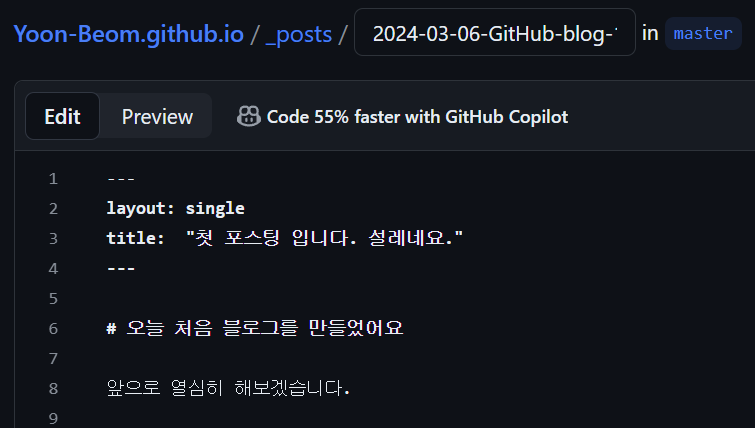 Yoon-Beom.github.io / _posts / 2024-03-06-GitHub-blog- in master
Edit Preview Code 55% faster with GitHub Copilot
1 ---
2 layout: single
3 title:  "첫 포스팅 입니다. 설레네요."
4 ---
5
6 # 오늘 처음 블로그를 만들었어요
7
8 앞으로 열심히 해보겠습니다.
9